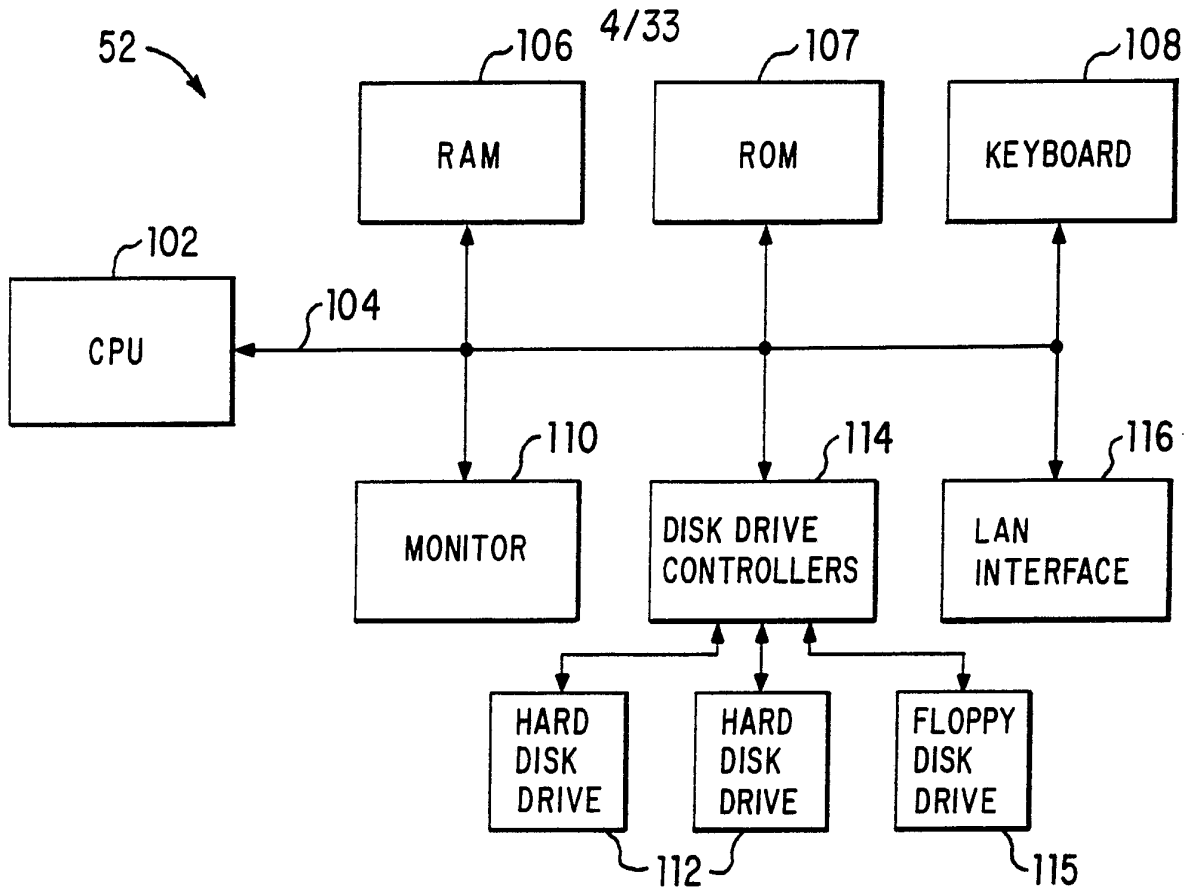 4/33
52
106
107
108
RAM
ROM
KEYBOARD
102
104
CPU
110
114
116
MONITOR
DISK DRIVE
CONTROLLERS
LAN
INTERFACE
HARD
DISK
DRIVE
HARD
DISK
DRIVE
FLOPPY
DISK
DRIVE
112
115